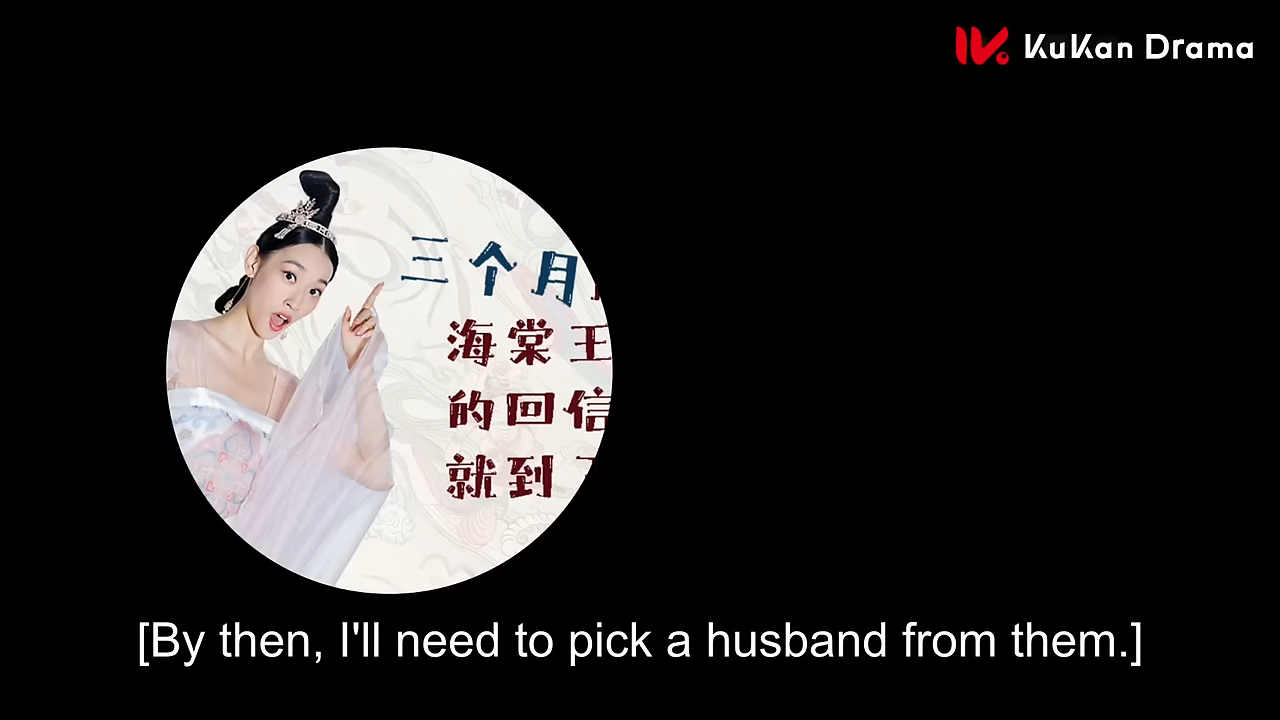 KuKan Drama
三个月
海棠王
的回信
就到
[By then, I'll need to pick a husband from them.]